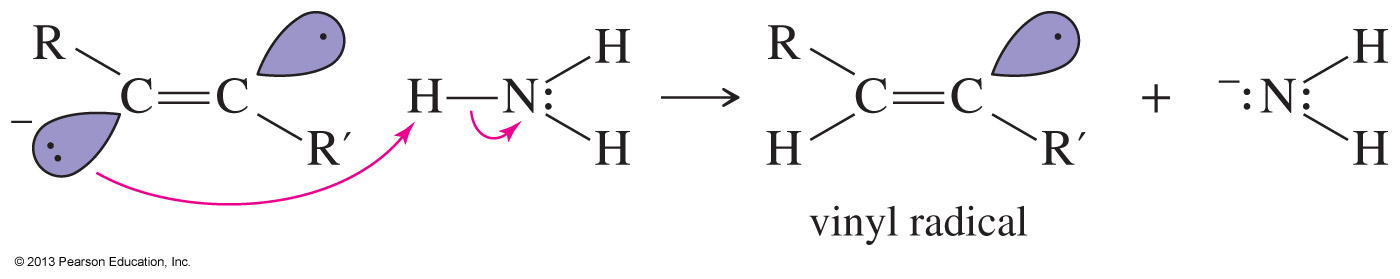 R H R H
C=C H—N: C=C + −:N:
− R′ H H R′ H
vinyl radical
© 2013 Pearson Education, Inc.